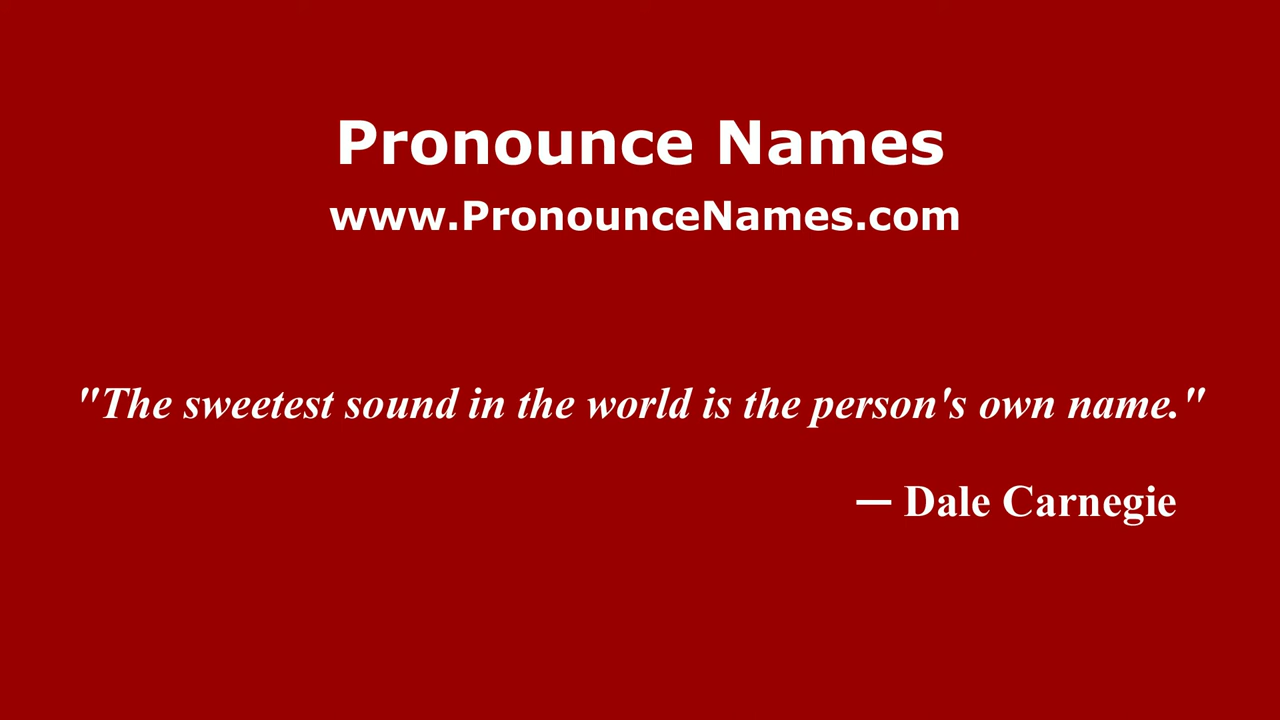 Pronounce Names
www.PronounceNames.com
"The sweetest sound in the world is the person's own name."
— Dale Carnegie